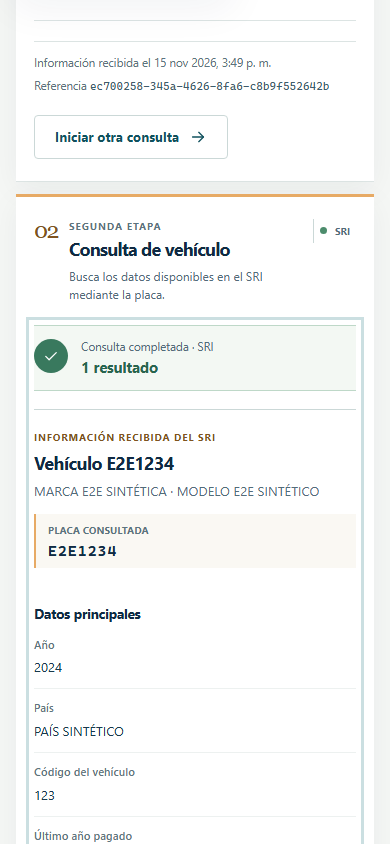 Información recibida el 15 nov 2026, 3:49 p. m.
Referencia ec700258-345a-4626-8fa6-c8b9f552642b
Iniciar otra consulta →
02
SEGUNDA ETAPA
Consulta de vehículo
SRI
Busca los datos disponibles en el SRI
mediante la placa.
Consulta completada · SRI
1 resultado
INFORMACIÓN RECIBIDA DEL SRI
Vehículo E2E1234
MARCA E2E SINTÉTICA · MODELO E2E SINTÉTICO
PLACA CONSULTADA
E2E1234
Datos principales
Año
2024
País
PAÍS SINTÉTICO
Código del vehículo
123
Último año pagado